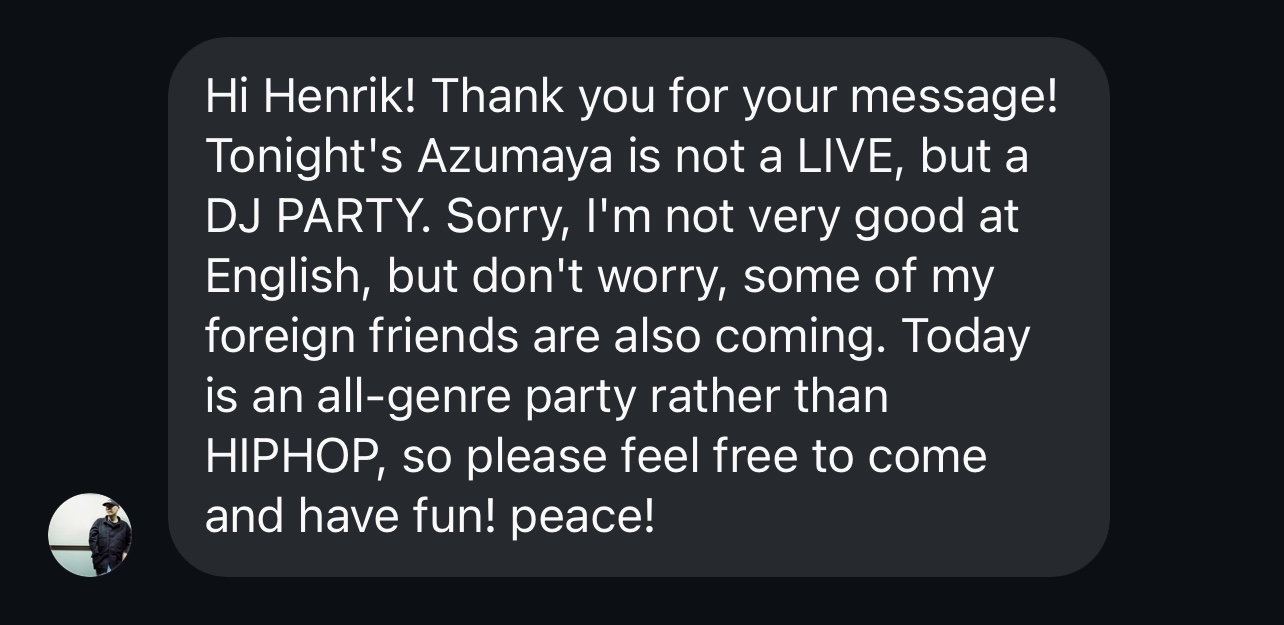 Hi Henrik! Thank you for your message!
Tonight's Azumaya is not a LIVE, but a
DJ PARTY. Sorry, I'm not very good at
English, but don't worry, some of my
foreign friends are also coming. Today
is an all-genre party rather than
HIPHOP, so please feel free to come
and have fun! peace!